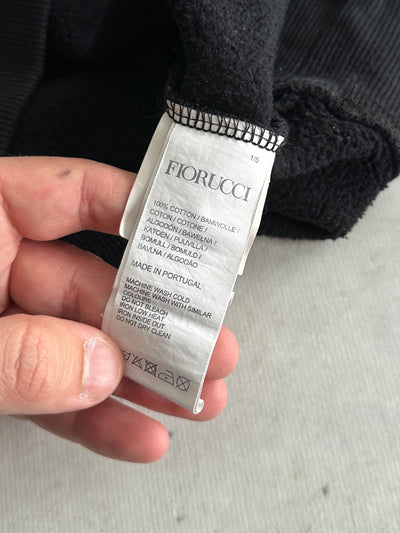 1/5
FIORUCCI
100% COTTON / BAMWOLLE /
COTON / COTONE /
ALGODÓN / BAWEŁNA /
KATOEN / PUUVILLA /
BOMULL / BOMULD /
BAVLNA / ALGODÃO
MADE IN PORTUGAL
MACHINE WASH COLD
MACHINE WASH WITH SIMILAR
COLOURS
DO NOT BLEACH
IRON LOW HEAT
IRON INSIDE OUT
DO NOT DRY CLEAN